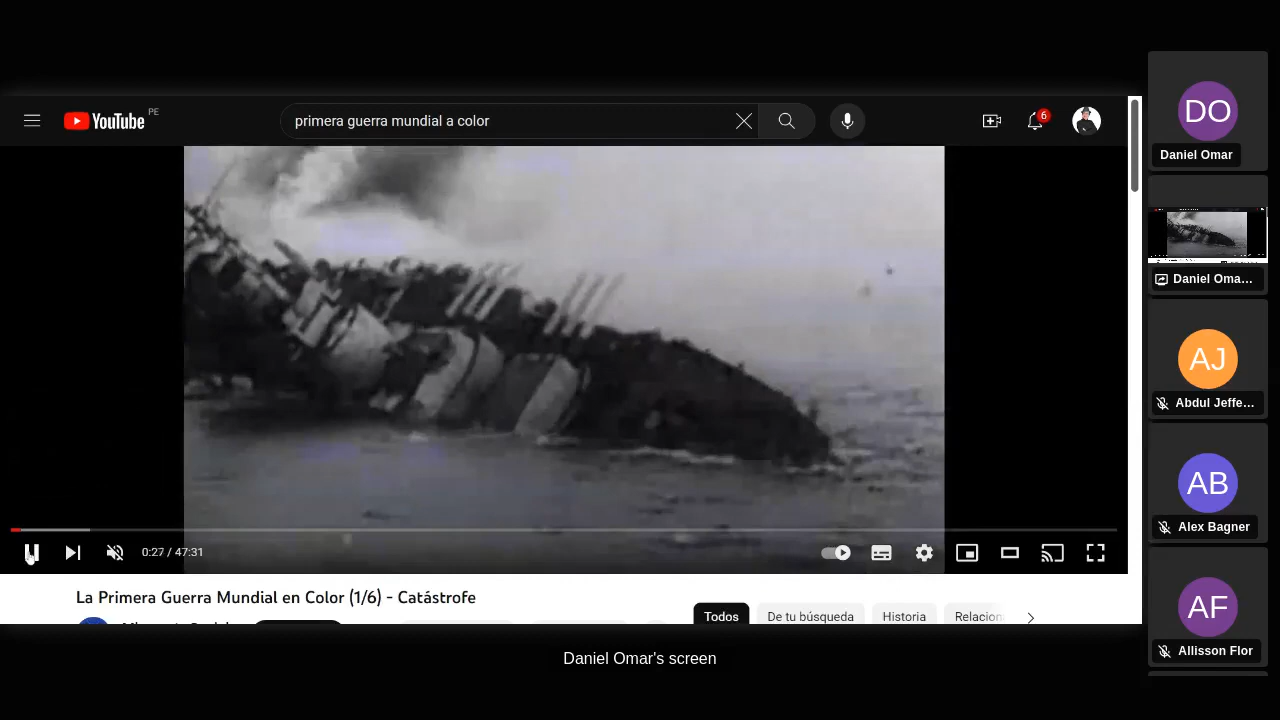 YouTube PE
primera guerra mundial a color
6
0:27 / 47:31
La Primera Guerra Mundial en Color (1/6) - Catástrofe
Todos
De tu búsqueda
Historia
Daniel Omar's screen
DO
Daniel Omar
Daniel Oma...
AJ
Abdul Jeffe...
AB
Alex Bagner
AF
Allisson Flor